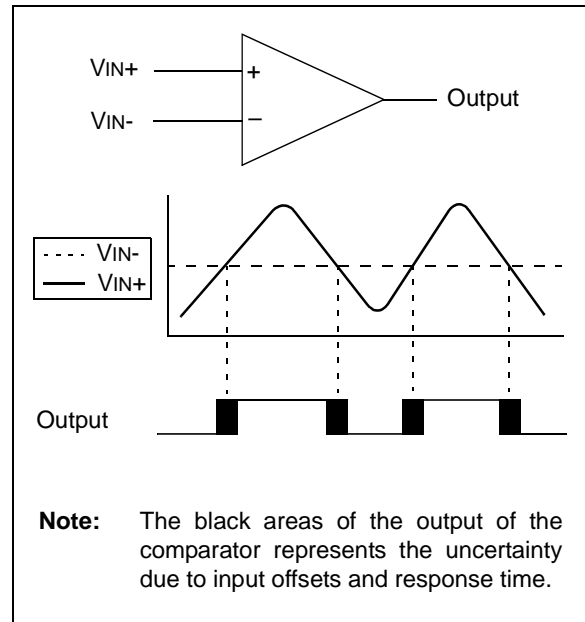 VIN+
+
Output
VIN-
–
VIN-
VIN+
Output
Note: The black areas of the output of the
comparator represents the uncertainty
due to input offsets and response time.